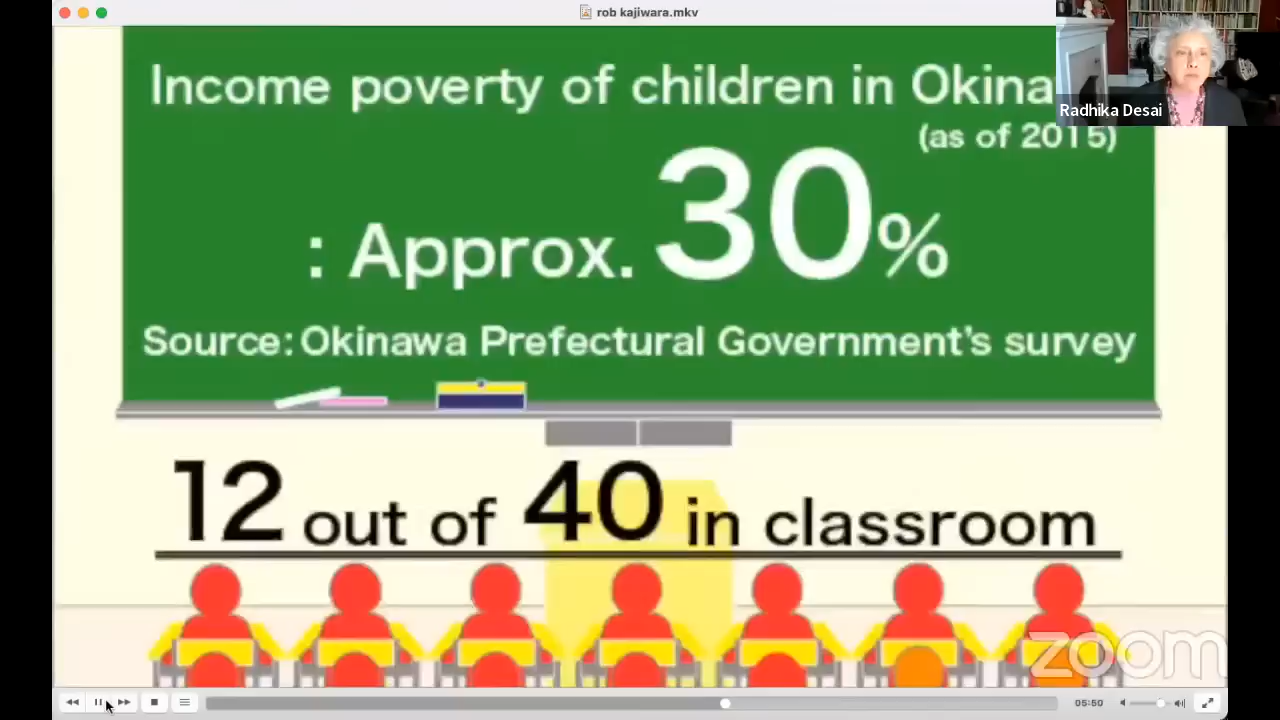 rob kajiwara.mkv
Radhika Desai
Income poverty of children in Okina
(as of 2015)
: Approx. 30%
Source: Okinawa Prefectural Government's survey
12 out of 40 in classroom
zoom
05:50